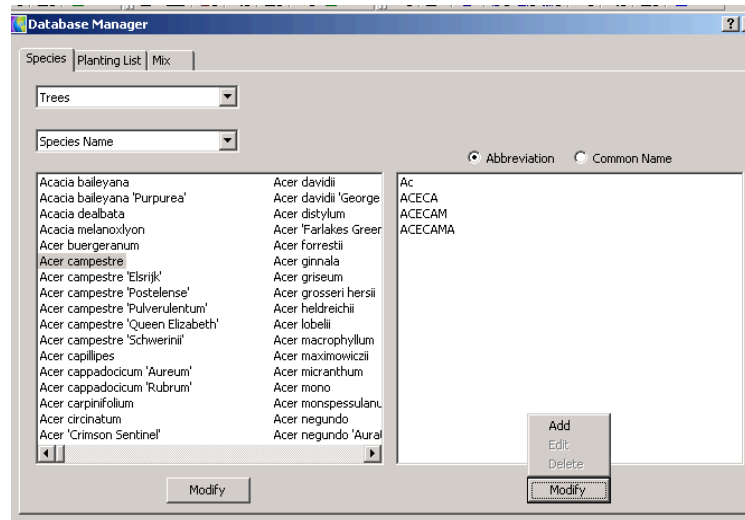 Database Manager
?
Species Planting List Mix
Trees
Species Name
Abbreviation Common Name
Acacia baileyana
Acacia baileyana 'Purpurea'
Acacia dealbata
Acacia melanoxlyon
Acer buergeranum
Acer campestre
Acer campestre 'Elsrijk'
Acer campestre 'Postelense'
Acer campestre 'Pulverulentum'
Acer campestre 'Queen Elizabeth'
Acer campestre 'Schwerinii'
Acer capillipes
Acer cappadocicum 'Aureum'
Acer cappadocicum 'Rubrum'
Acer carpinifolium
Acer circinatum
Acer 'Crimson Sentinel'
Acer davidii
Acer davidii 'George
Acer distylum
Acer 'Farlakes Green
Acer forrestii
Acer ginnala
Acer griseum
Acer grosseri hersii
Acer heldreichii
Acer lobelii
Acer macrophyllum
Acer maximowiczii
Acer micranthum
Acer mono
Acer monspessulanu
Acer negundo
Acer negundo 'Aurat
Ac
ACECA
ACECAM
ACECAMA
Add
Edit
Delete
Modify
Modify